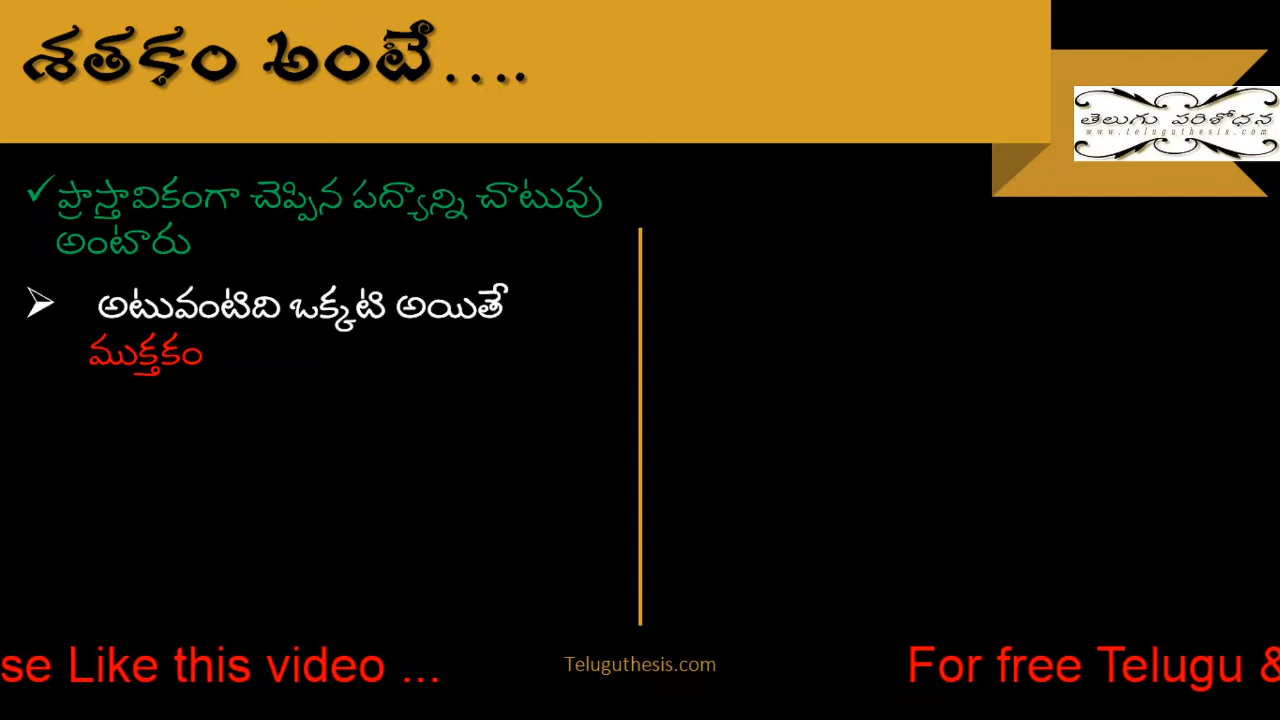 శతకం అంటే....
తెలుగు పరిశోధన
www.teluguthesis.com
ప్రాస్తావికంగా చెప్పిన పద్యాన్ని చాటువు
అంటారు
అటువంటిది ఒక్కటి అయితే
ముక్తకం
se Like this video ...
Teluguthesis.com
For free Telugu &